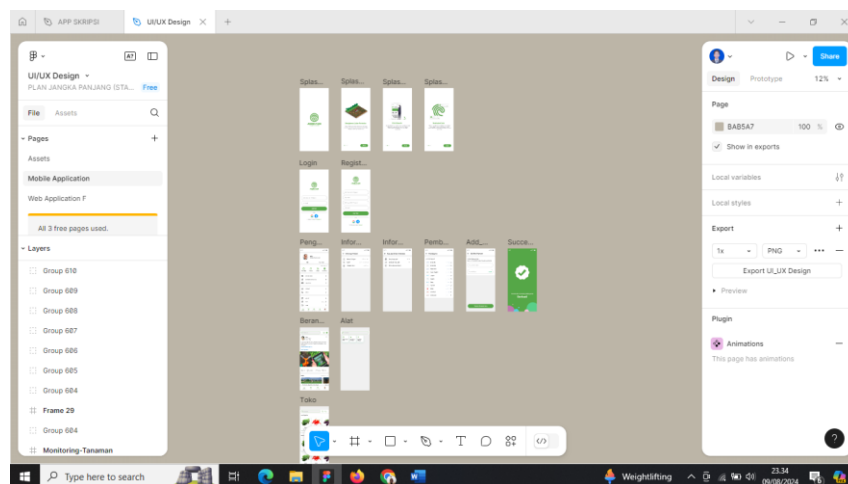 APP SKRIPSI
UI/UX Design
UI/UX Design
PLAN JANGKA PANJANG (STA... Free
File Assets
Pages
Assets
Mobile Application
Web Application F
All 3 free pages used.
Layers
Group 610
Group 609
Group 608
Group 607
Group 606
Group 605
Group 604
Frame 29
Group 604
Monitoring-Tanaman
Splas... Splas... Splas... Splas...
Login Regist...
Peng... Infor... Infor... Pemb... Add_... Succe...
Beran... Alat
Toko
Share
Design Prototype 12%
Page
BAB5A7 100 %
Show in exports
Local variables
Local styles
Export
1x PNG
Export UI_UX Design
Preview
Plugin
Animations
This page has animations
?
Type here to search
Weightlifting
23.34
09/08/2024